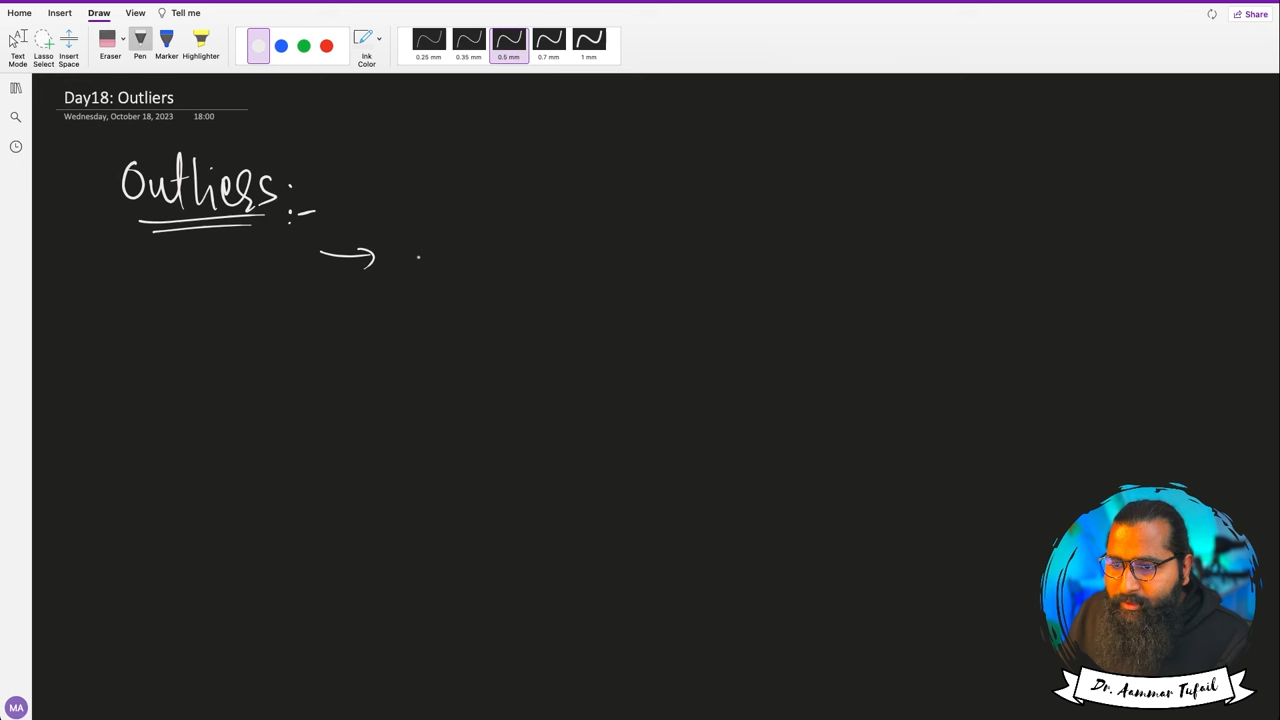 Home Insert Draw View Tell me Share
Text Mode Lasso Select Insert Space Eraser Pen Marker Highlighter Ink Color 0.25 mm 0.35 mm 0.5 mm 0.7 mm 1 mm
Day18: Outliers
Wednesday, October 18, 2023 18:00
Outliers:-
→
MA
Dr. Aammar Tufail